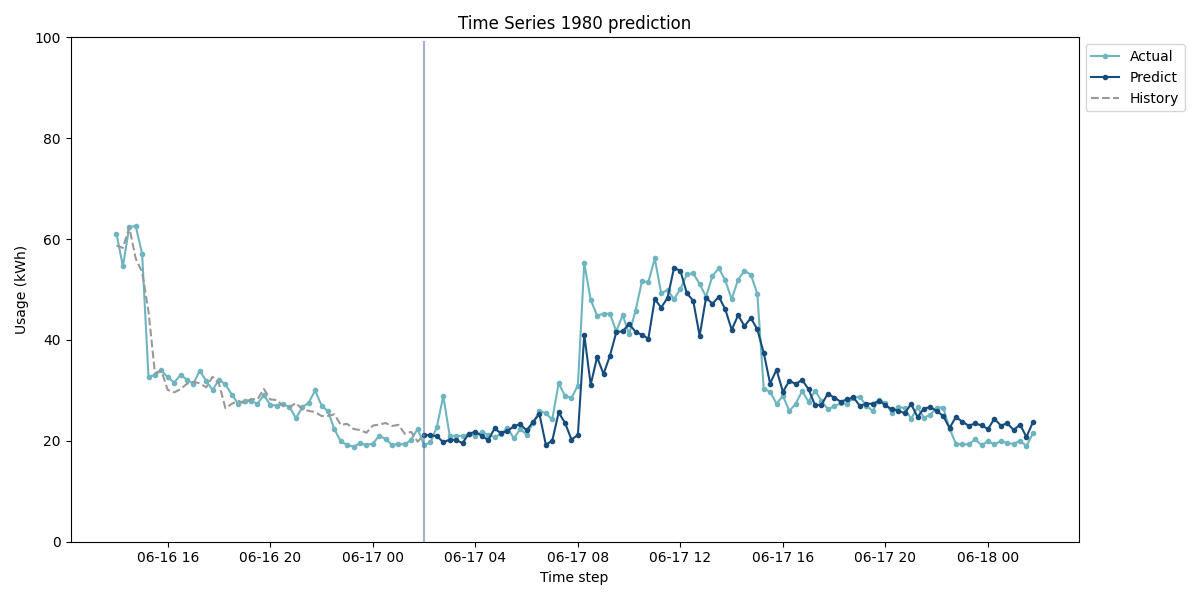 Time Series 1980 prediction
100
80
60
40
20
0
Usage (kWh)
06-16 16
06-16 20
06-17 00
06-17 04
06-17 08
06-17 12
06-17 16
06-17 20
06-18 00
Time step
Actual
Predict
History